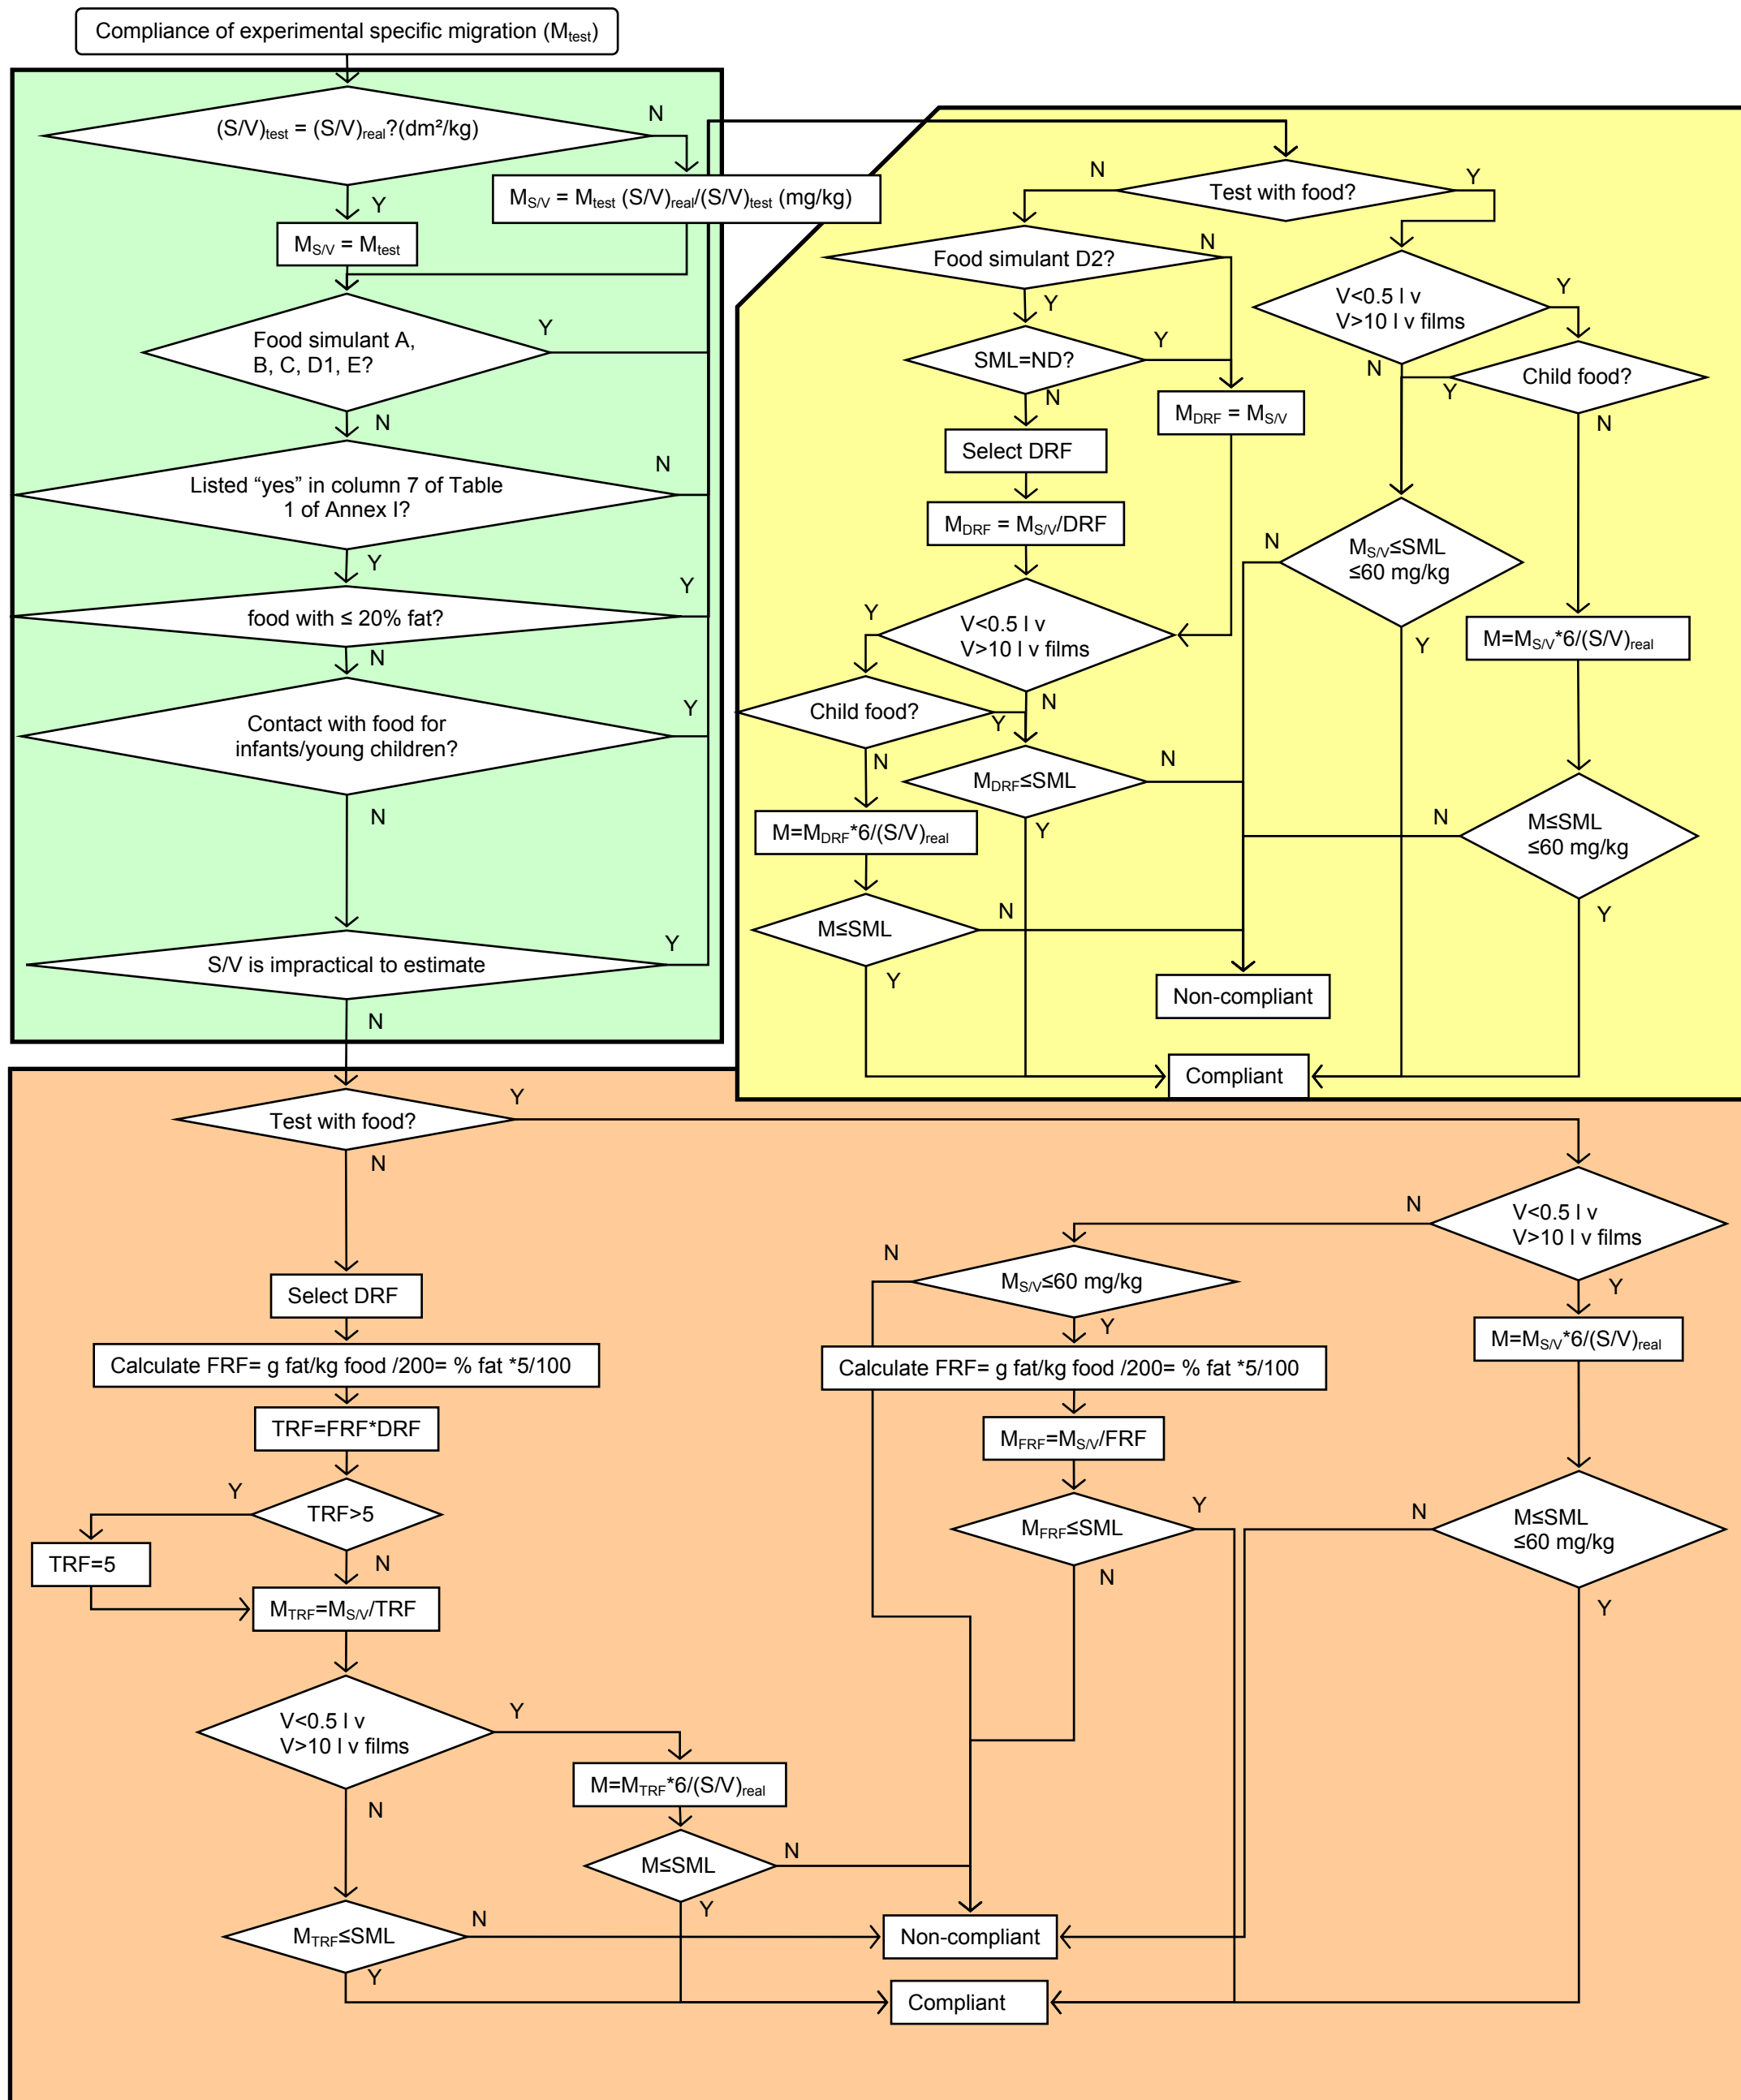 Compliance of experimental specific migration (Mtest)
(S/V)test = (S/V)real?(dm²/kg)
N
Y
MS/V = Mtest (S/V)real/(S/V)test (mg/kg)
MS/V = Mtest
Food simulant A,
B, C, D1, E?
Y
N
Listed “yes” in column 7 of Table
1 of Annex I?
N
Y
food with ≤ 20% fat?
Y
N
Contact with food for
infants/young children?
Y
N
S/V is impractical to estimate
Y
N
Test with food?
N
Y
Food simulant D2?
N
Y
SML=ND?
Y
N
MDRF = MS/V
Select DRF
MDRF = MS/V/DRF
V<0.5 l v
V>10 l v films
Y
N
Child food?
Y
N
MDRF≤SML
N
Y
M=MDRF*6/(S/V)real
M≤SML
N
Y
V<0.5 l v
V>10 l v films
Y
N
Child food?
Y
N
MS/V≤SML
≤60 mg/kg
N
Y
M=MS/V*6/(S/V)real
M≤SML
≤60 mg/kg
N
Y
Non-compliant
Compliant
Test with food?
Y
N
Select DRF
Calculate FRF= g fat/kg food /200= % fat *5/100
TRF=FRF*DRF
TRF>5
Y
N
TRF=5
MTRF=MS/V/TRF
V<0.5 l v
V>10 l v films
Y
N
M=MTRF*6/(S/V)real
M≤SML
N
Y
MTRF≤SML
N
Y
V<0.5 l v
V>10 l v films
N
Y
MS/V≤60 mg/kg
N
Y
Calculate FRF= g fat/kg food /200= % fat *5/100
MFRF=MS/V/FRF
MFRF≤SML
Y
N
M=MS/V*6/(S/V)real
M≤SML
≤60 mg/kg
N
Y
Non-compliant
Compliant